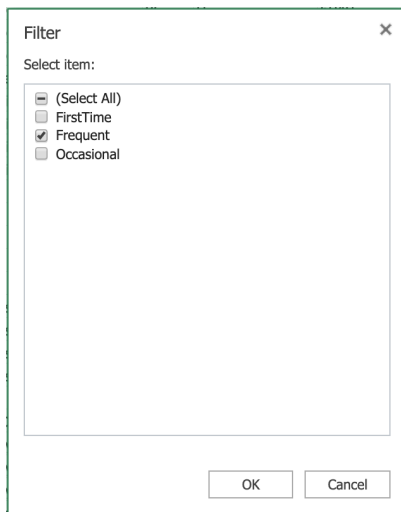 Filter
Select item:
(Select All)
FirstTime
Frequent
Occasional
OK
Cancel